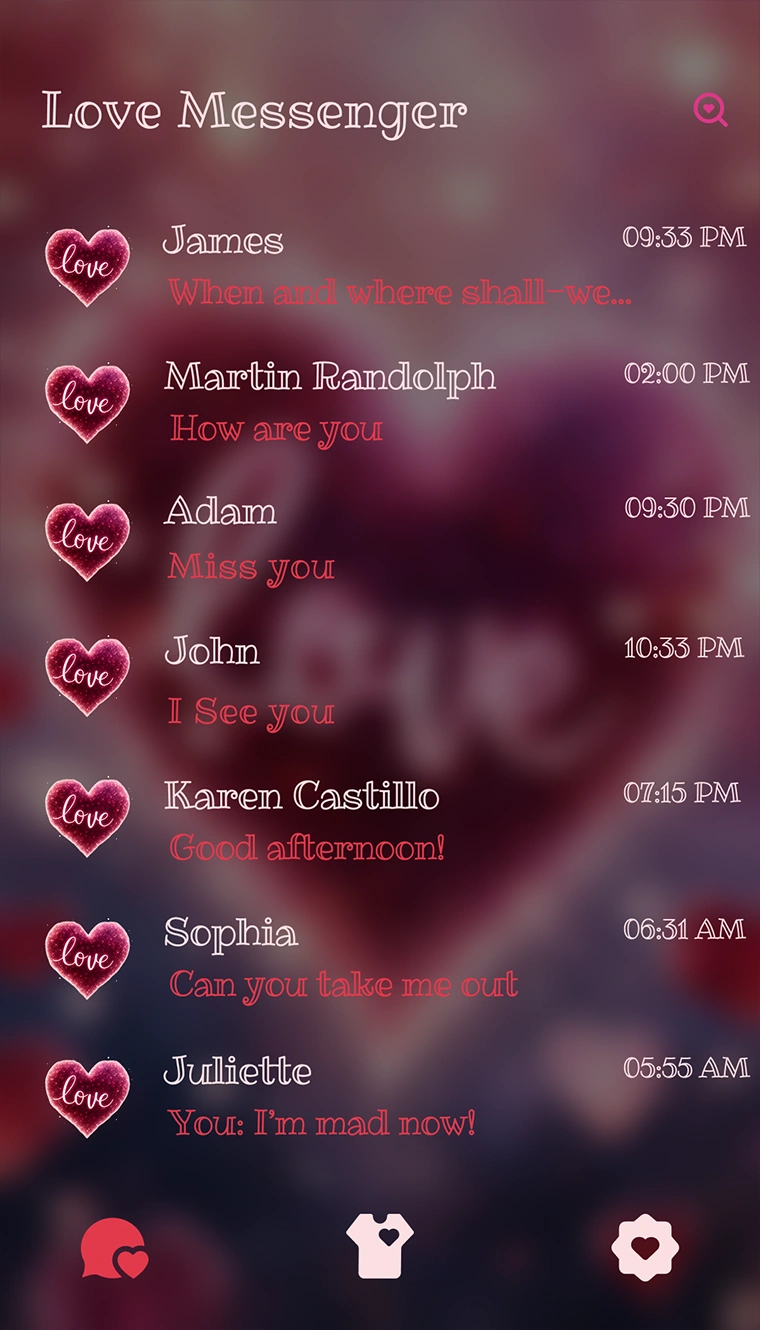 Love Messenger
love
James
09:33 PM
When and where shall-we...
love
Martin Randolph
02:00 PM
How are you
love
Adam
09:30 PM
Miss you
love
John
10:33 PM
I See you
love
Karen Castillo
07:15 PM
Good afternoon!
love
Sophia
06:31 AM
Can you take me out
love
Juliette
05:55 AM
You: I'm mad now!
love